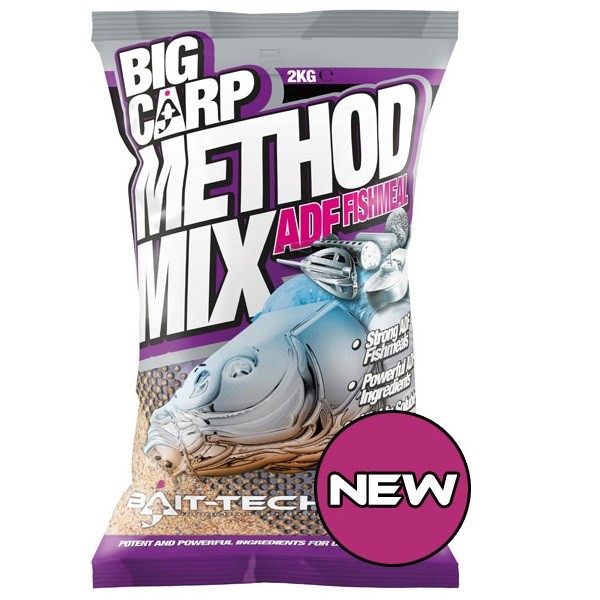 BIG
CARP
2KG ℮
METHOD
MIX
ADF FISHMEAL
Strong
Fishmeals
Powerful
Ingredients
NEW
BAIT-TECH
POTENT AND POWERFUL INGREDIENTS FOR